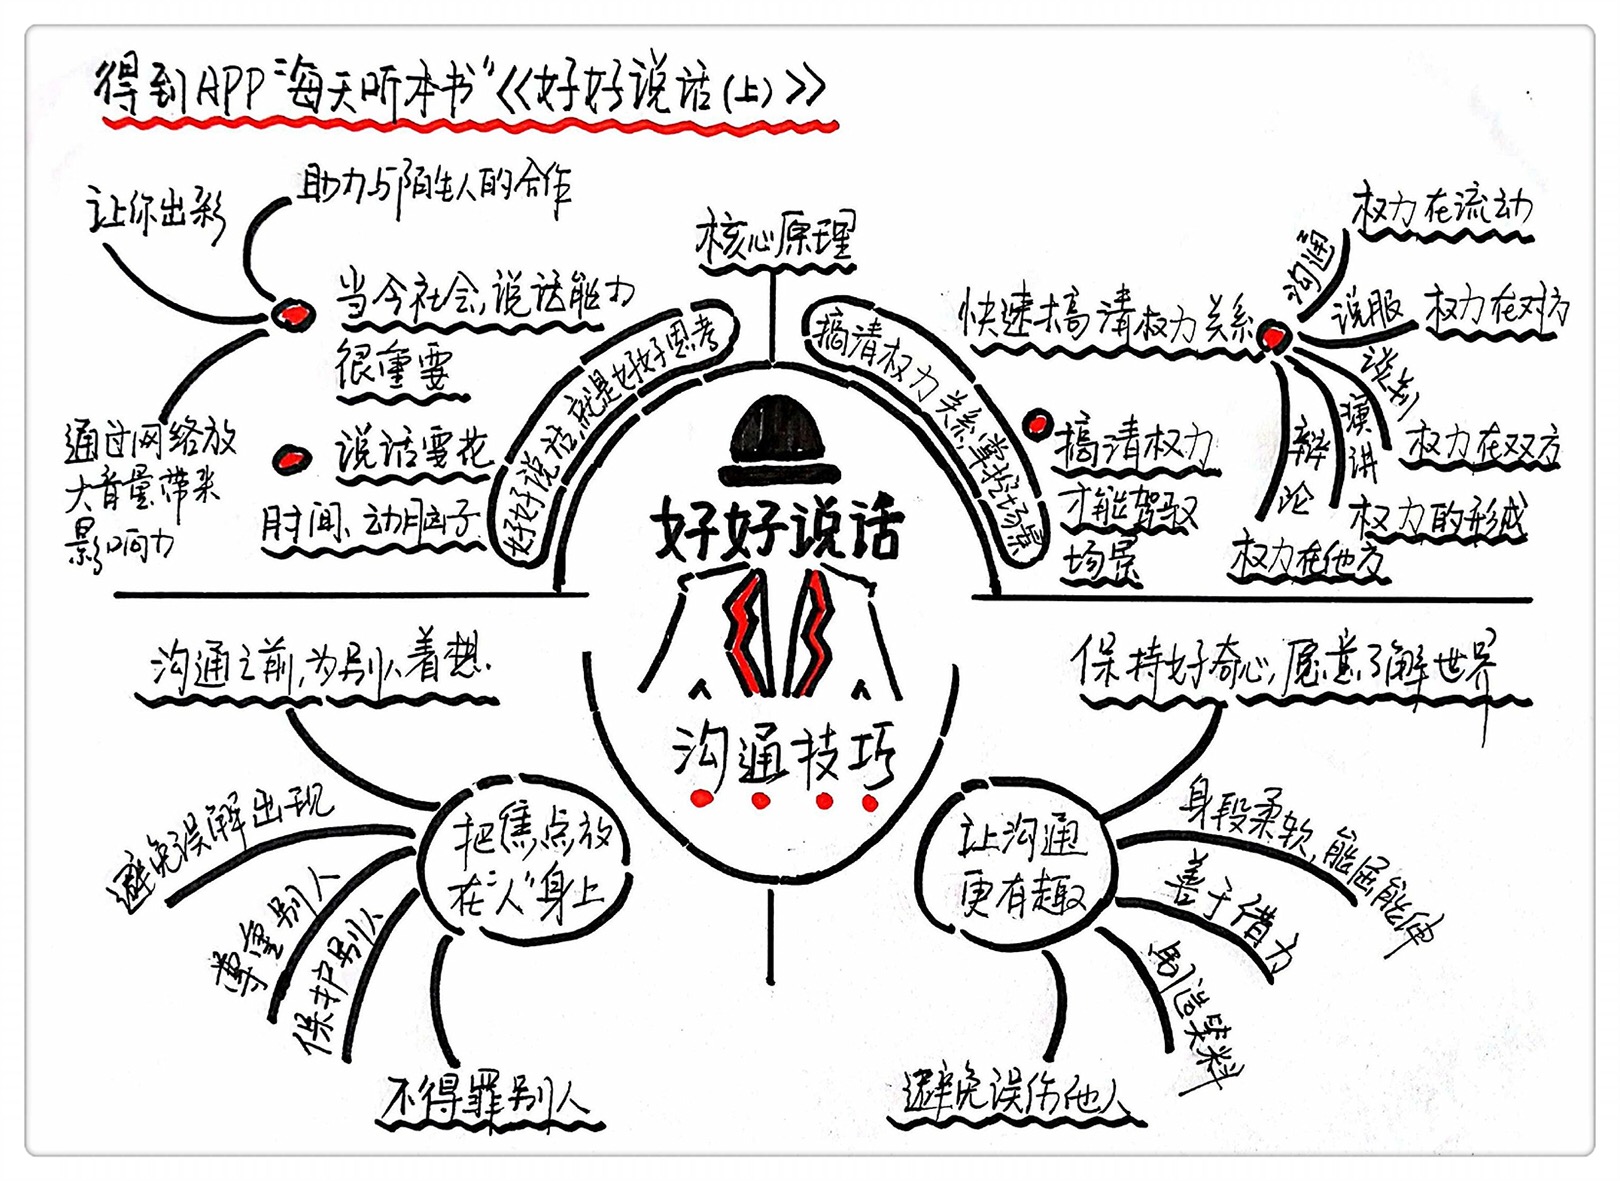 得到APP“每天听本书”《好好说话(上)》
让你出彩
助力与陌生人的合作
当今社会,说话能力
很重要
通过网络放
大音量,带来
影响力
说话要花
时间、动脑子
核心原理
好好说话,就是好好思考
搞清权力关系,掌控场景
快速搞清权力关系
沟通
权力在流动
说服
权力在对方
谈判
权力在双方
演讲
权力的形成
辩论
权力在他方
搞清权力
才能驾驭
场景
好好说话
沟通技巧
沟通之前,为别人着想.
把焦点放
在“人”身上
避免误解出现
尊重别人
保护别人
不得罪别人
保持好奇心,愿意了解世界
让沟通
更有趣
身段柔软,能屈能伸
善于借力
制造笑料
避免误伤他人